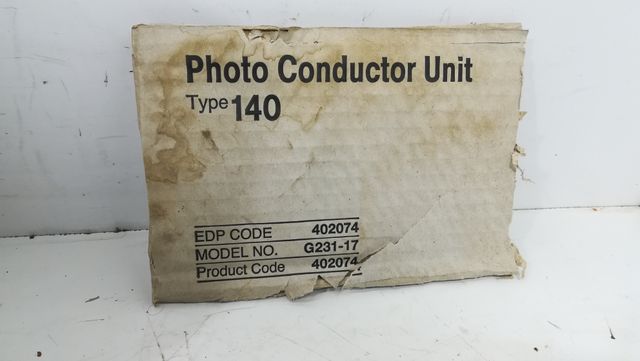 Photo Conductor Unit
Type 140
EDP CODE 402074
MODEL NO. G231-17
Product Code 402074